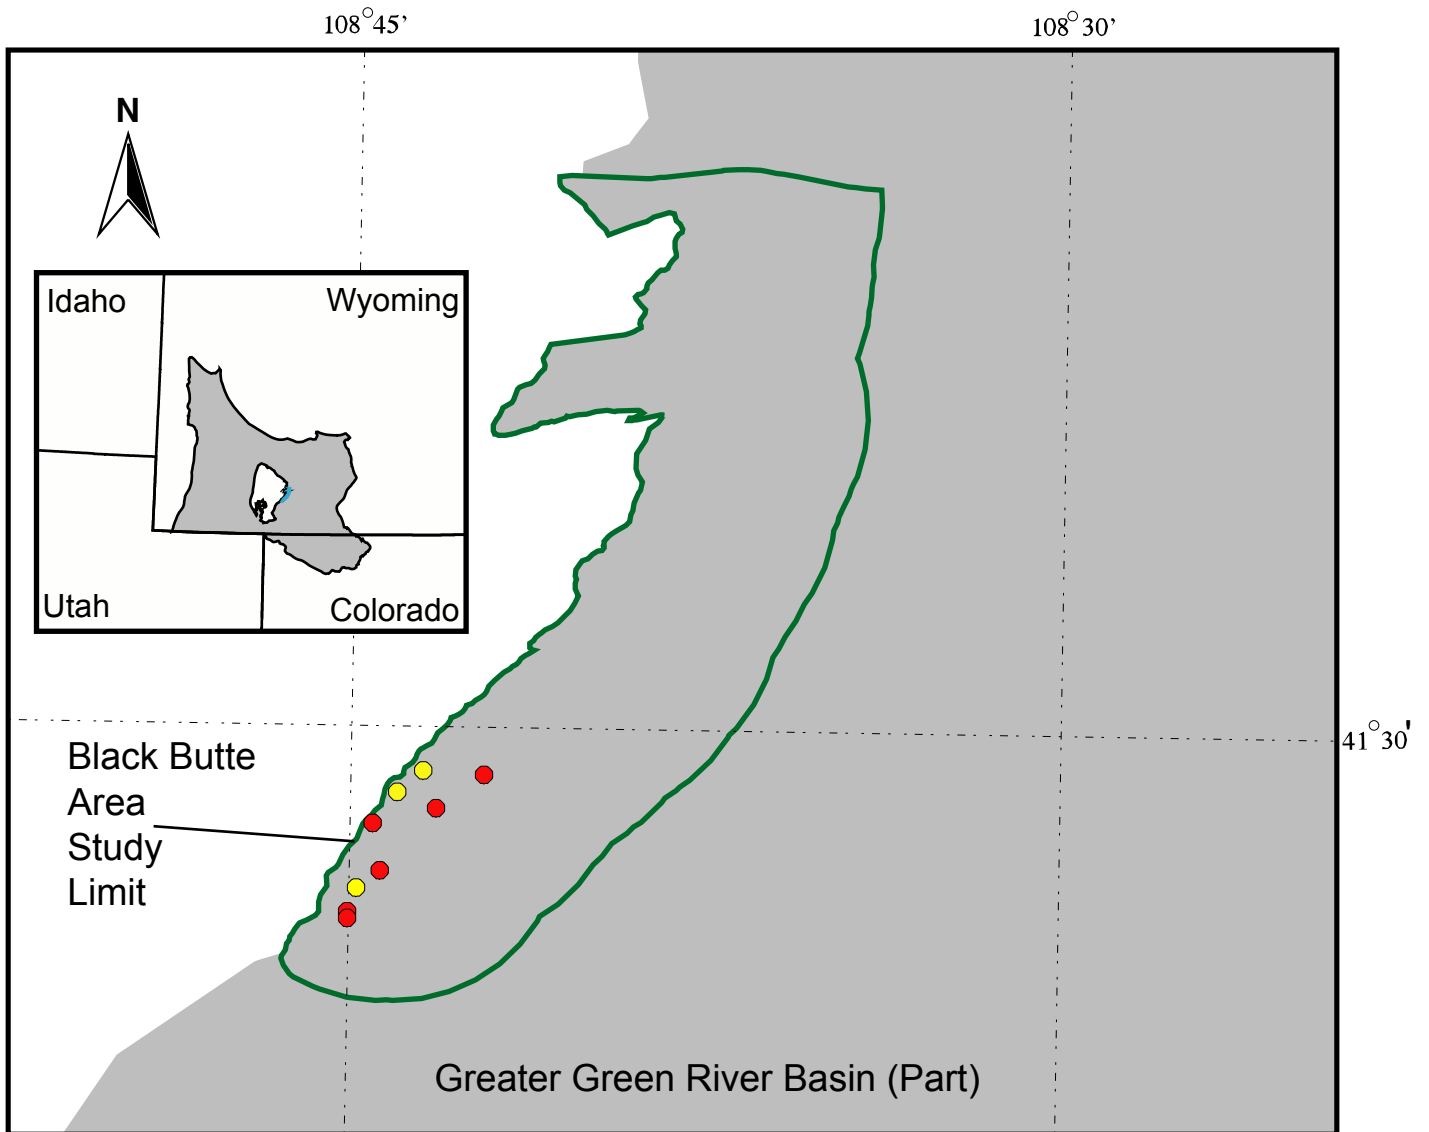 108°45’
108°30’
N
Idaho
Wyoming
Utah
Colorado
41°30'
Black Butte
Area
Study
Limit
Greater Green River Basin (Part)